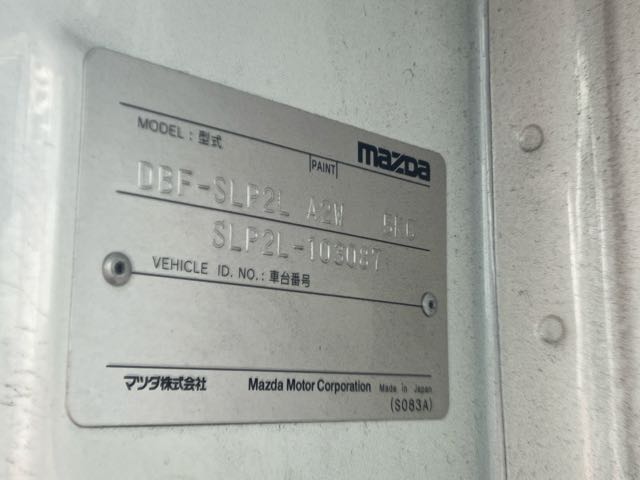 MODEL : 型式
PAINT
mazda
DBF-SLP2L A2W
SLP2L-103087
VEHICLE ID. NO. : 車台番号
マツダ株式会社 Mazda Motor Corporation Made in Japan
(S083A)